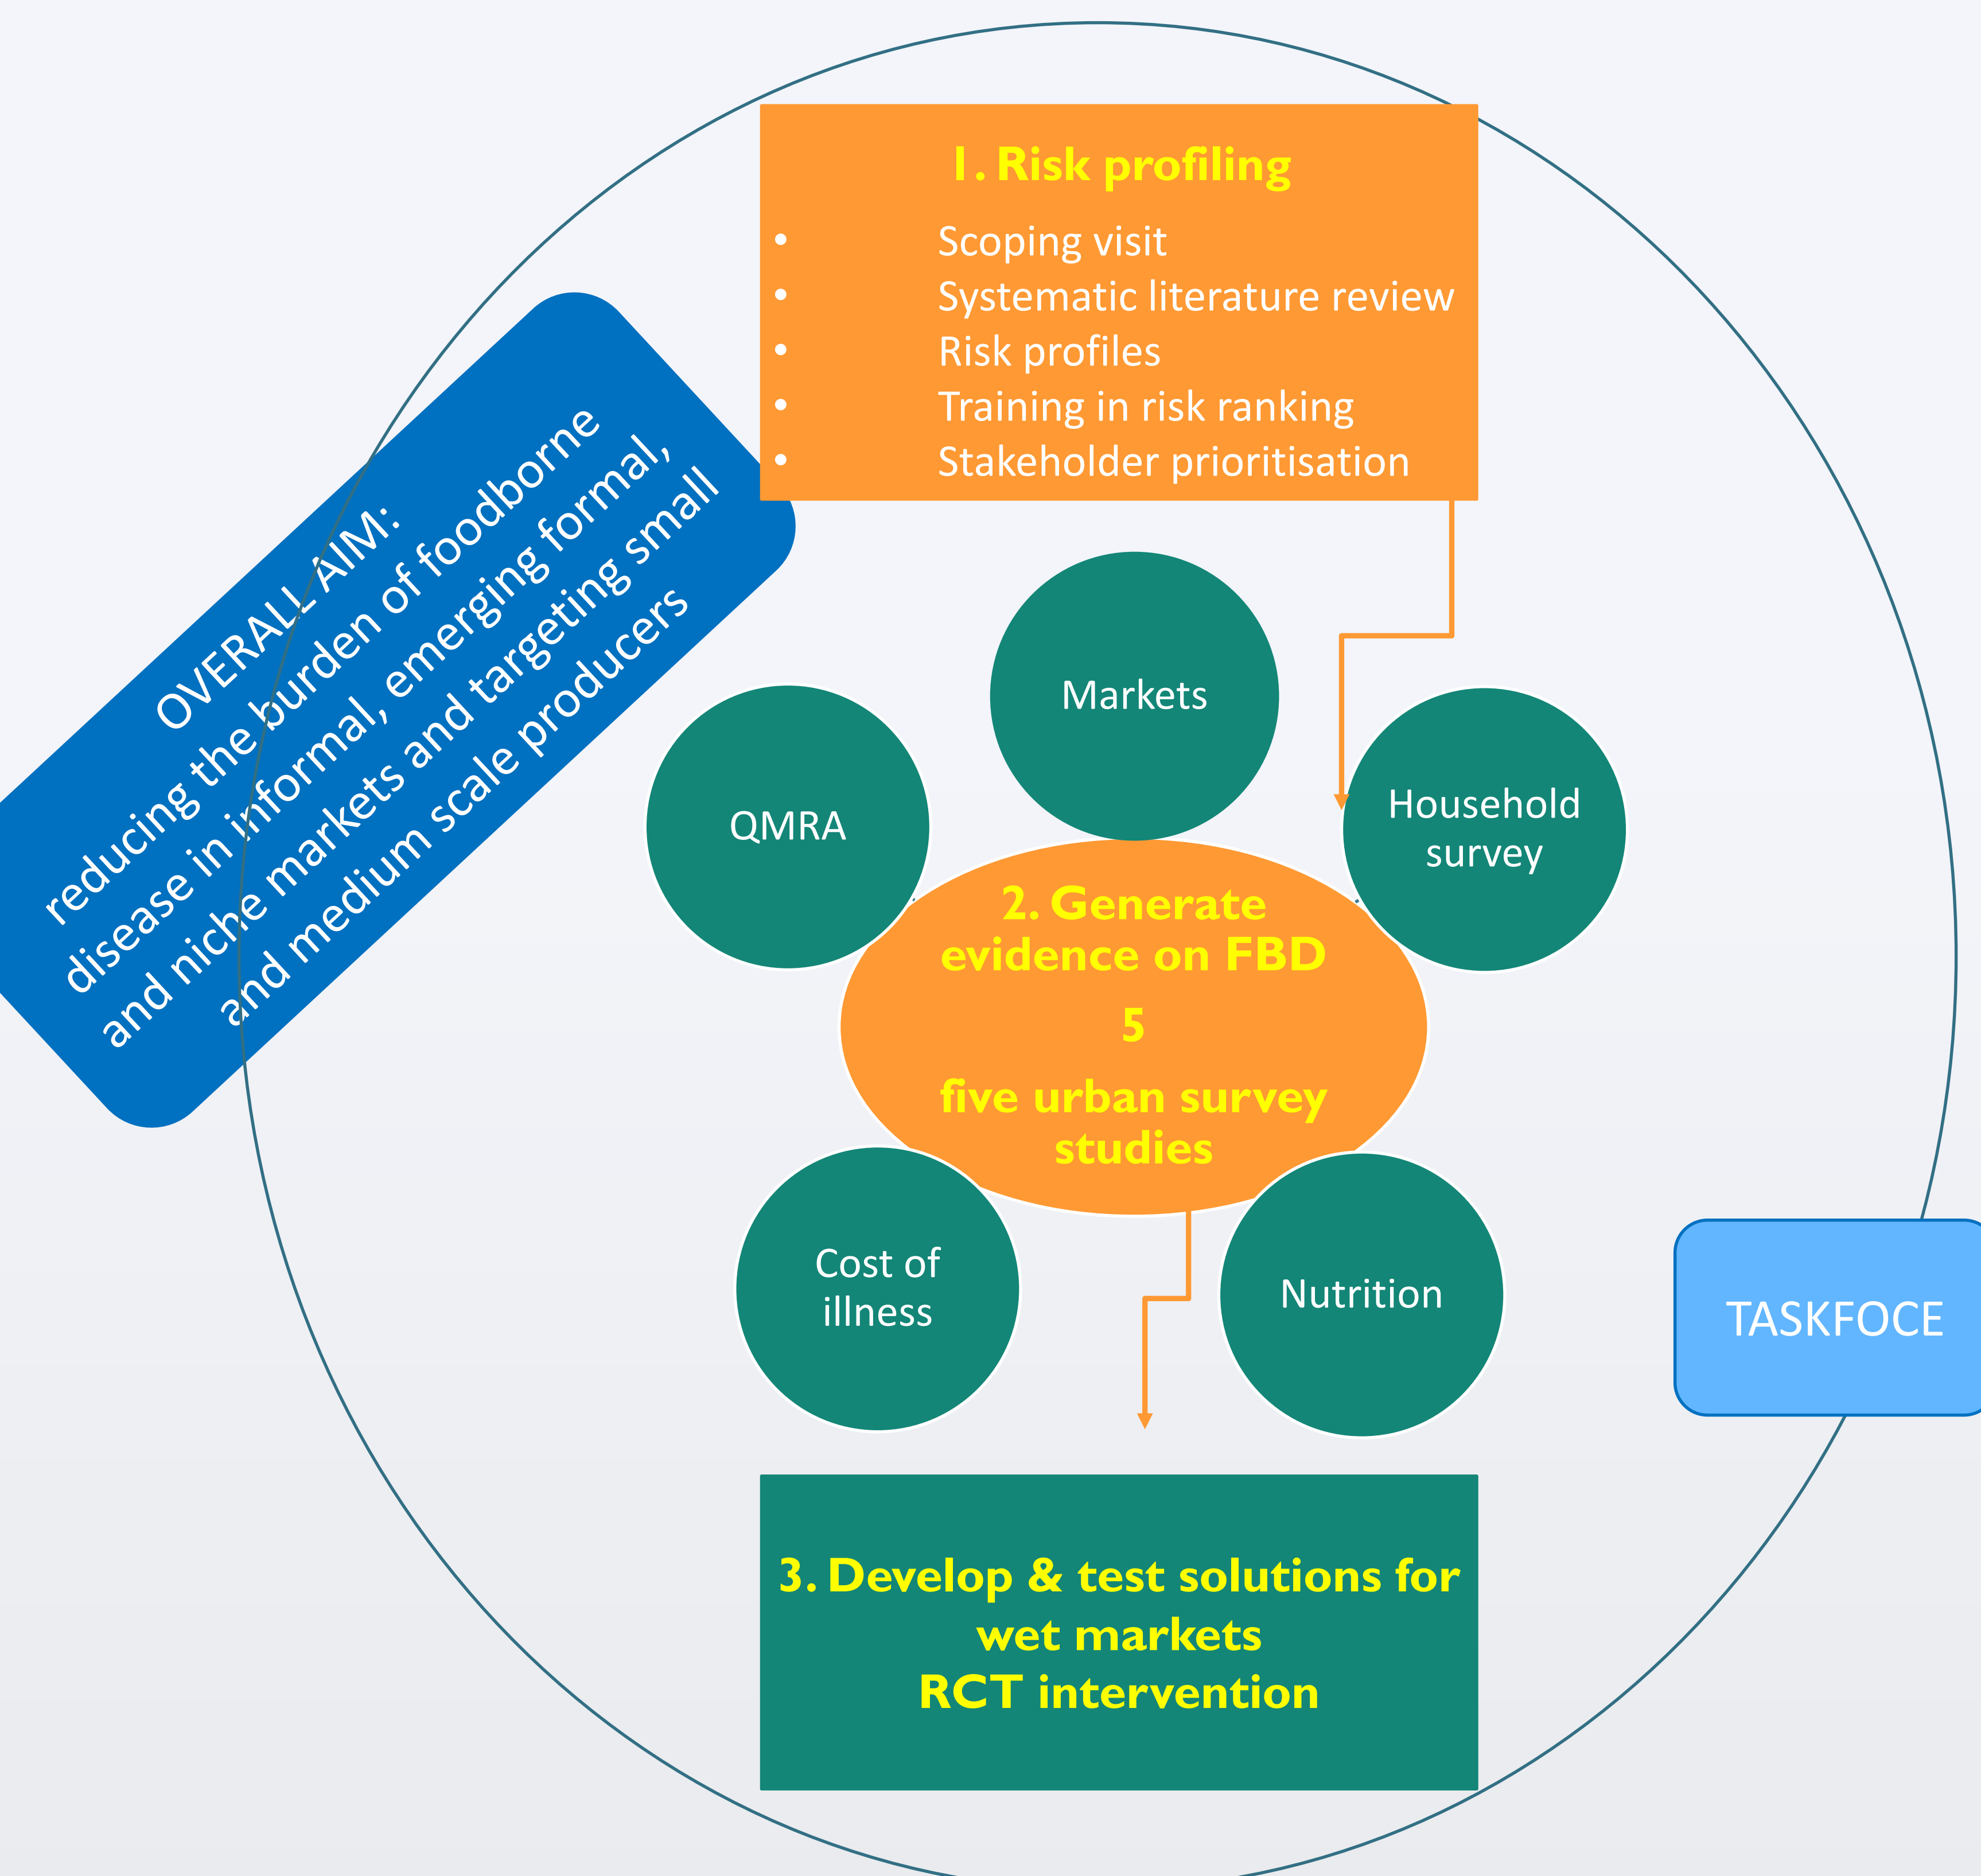 1. Risk profiling
• Scoping visit
• Systematic literature review
• Risk profiles
• Training in risk ranking
• Stakeholder prioritisation
OVERALL AIM:
reducing the burden of foodborne
disease in informal, emerging formal,
and niche markets and targeting small
and medium scale producers
Markets
QMRA
Household
survey
2. Generate
evidence on FBD
5
five urban survey
studies
Cost of
illness
Nutrition
TASKFOCE
3. Develop & test solutions for
wet markets
RCT intervention